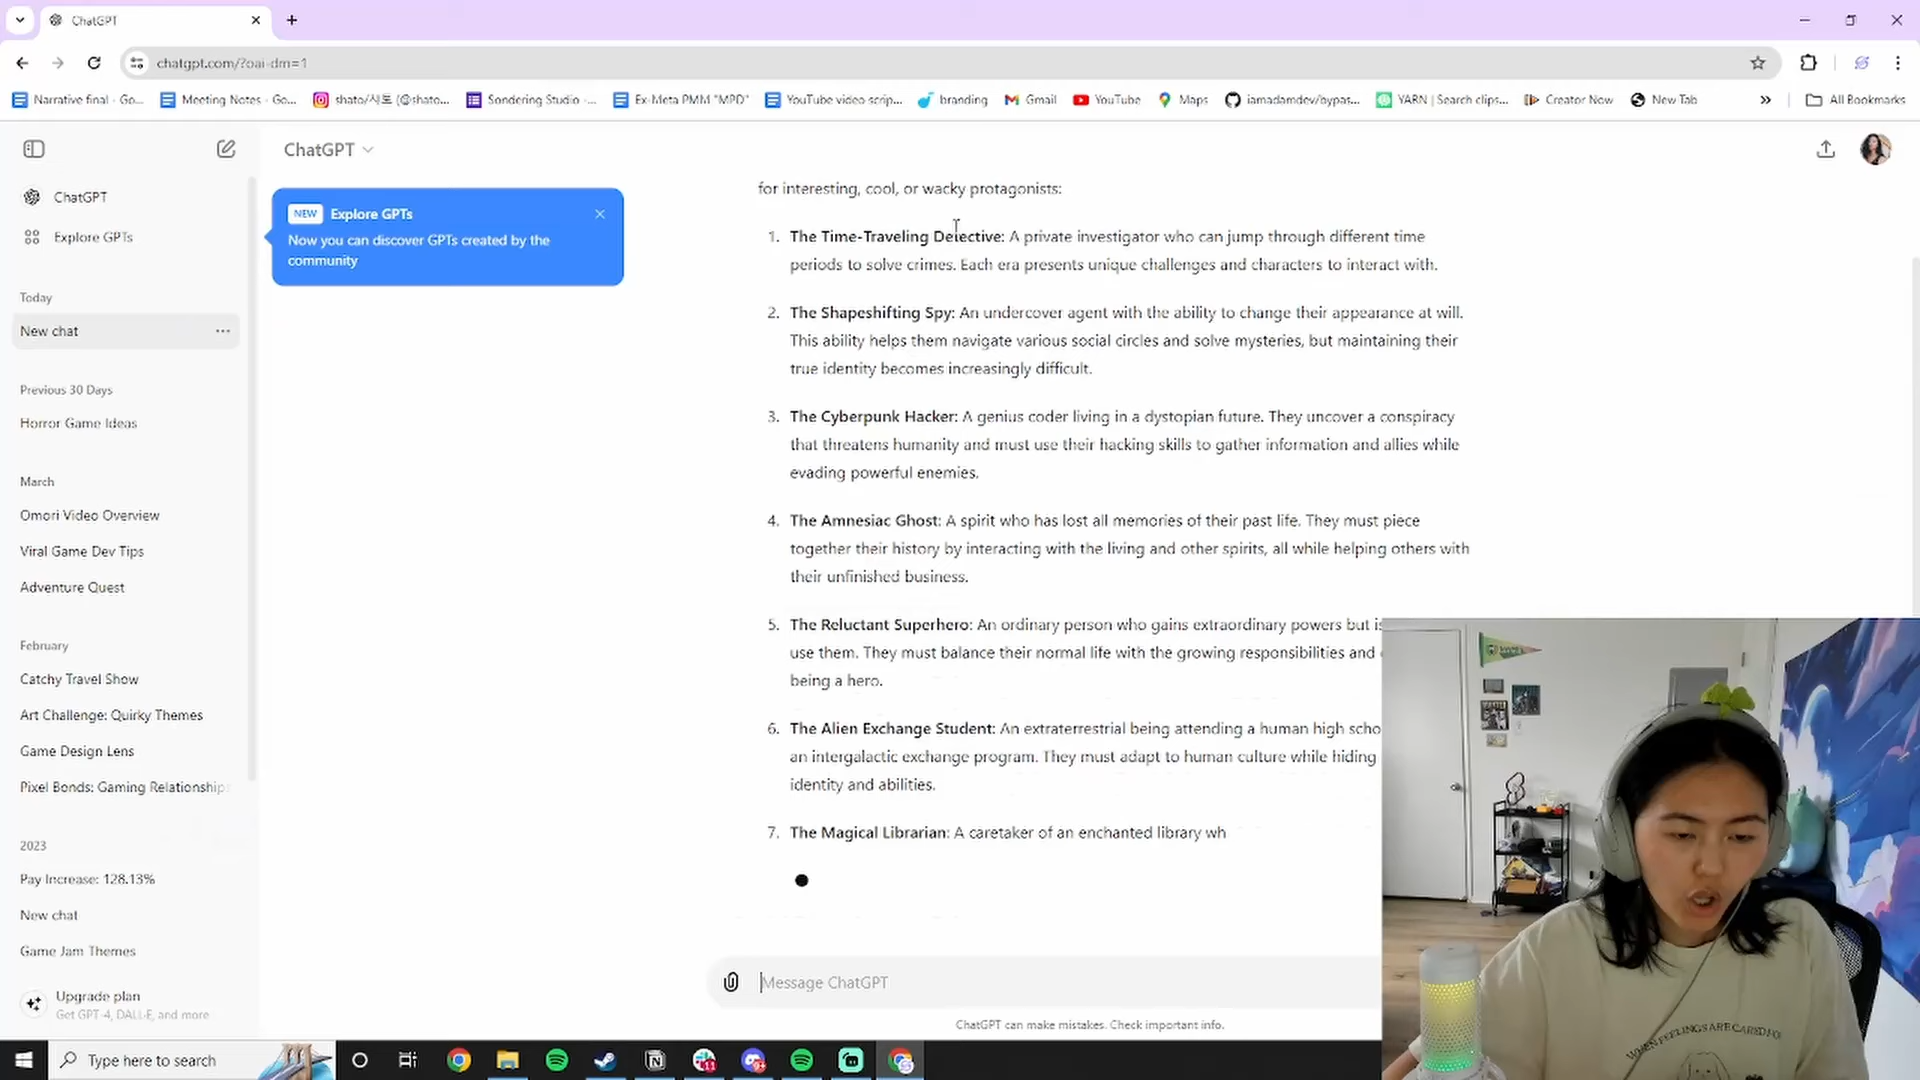 ChatGPT
chatgpt.com/?oai-dm=1
Narrative final - Go...
Meeting Notes - Go...
shato/샤토 (@shato...
Sondering Studio -...
Ex-Meta PMM "MPD"
YouTube video scrip...
branding
Gmail
YouTube
Maps
iamadamdev/bypas...
YARN | Search clips...
Creator Now
New Tab
All Bookmarks
ChatGPT
ChatGPT
Explore GPTs
NEW Explore GPTs
Now you can discover GPTs created by the
community
Today
New chat
Previous 30 Days
Horror Game Ideas
March
Omori Video Overview
Viral Game Dev Tips
Adventure Quest
February
Catchy Travel Show
Art Challenge: Quirky Themes
Game Design Lens
Pixel Bonds: Gaming Relationship
2023
Pay Increase: 128.13%
New chat
Game Jam Themes
Upgrade plan
Get GPT-4, DALL·E, and more
for interesting, cool, or wacky protagonists:
1. The Time-Traveling Detective: A private investigator who can jump through different time
periods to solve crimes. Each era presents unique challenges and characters to interact with.
2. The Shapeshifting Spy: An undercover agent with the ability to change their appearance at will.
This ability helps them navigate various social circles and solve mysteries, but maintaining their
true identity becomes increasingly difficult.
3. The Cyberpunk Hacker: A genius coder living in a dystopian future. They uncover a conspiracy
that threatens humanity and must use their hacking skills to gather information and allies while
evading powerful enemies.
4. The Amnesiac Ghost: A spirit who has lost all memories of their past life. They must piece
together their history by interacting with the living and other spirits, all while helping others with
their unfinished business.
5. The Reluctant Superhero: An ordinary person who gains extraordinary powers but is
use them. They must balance their normal life with the growing responsibilities and
being a hero.
6. The Alien Exchange Student: An extraterrestrial being attending a human high scho
an intergalactic exchange program. They must adapt to human culture while hiding
identity and abilities.
7. The Magical Librarian: A caretaker of an enchanted library wh
Message ChatGPT
ChatGPT can make mistakes. Check important info.
WHEN FEELINGS ARE CARED FOR
Type here to search